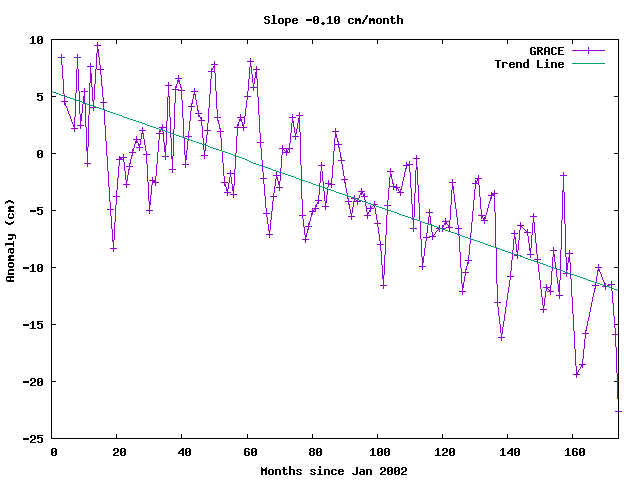 Slope -0.10 cm/month
GRACE
Trend Line
10
5
0
-5
-10
-15
-20
-25
Anomaly (cm)
0 20 40 60 80 100 120 140 160
Months since Jan 2002